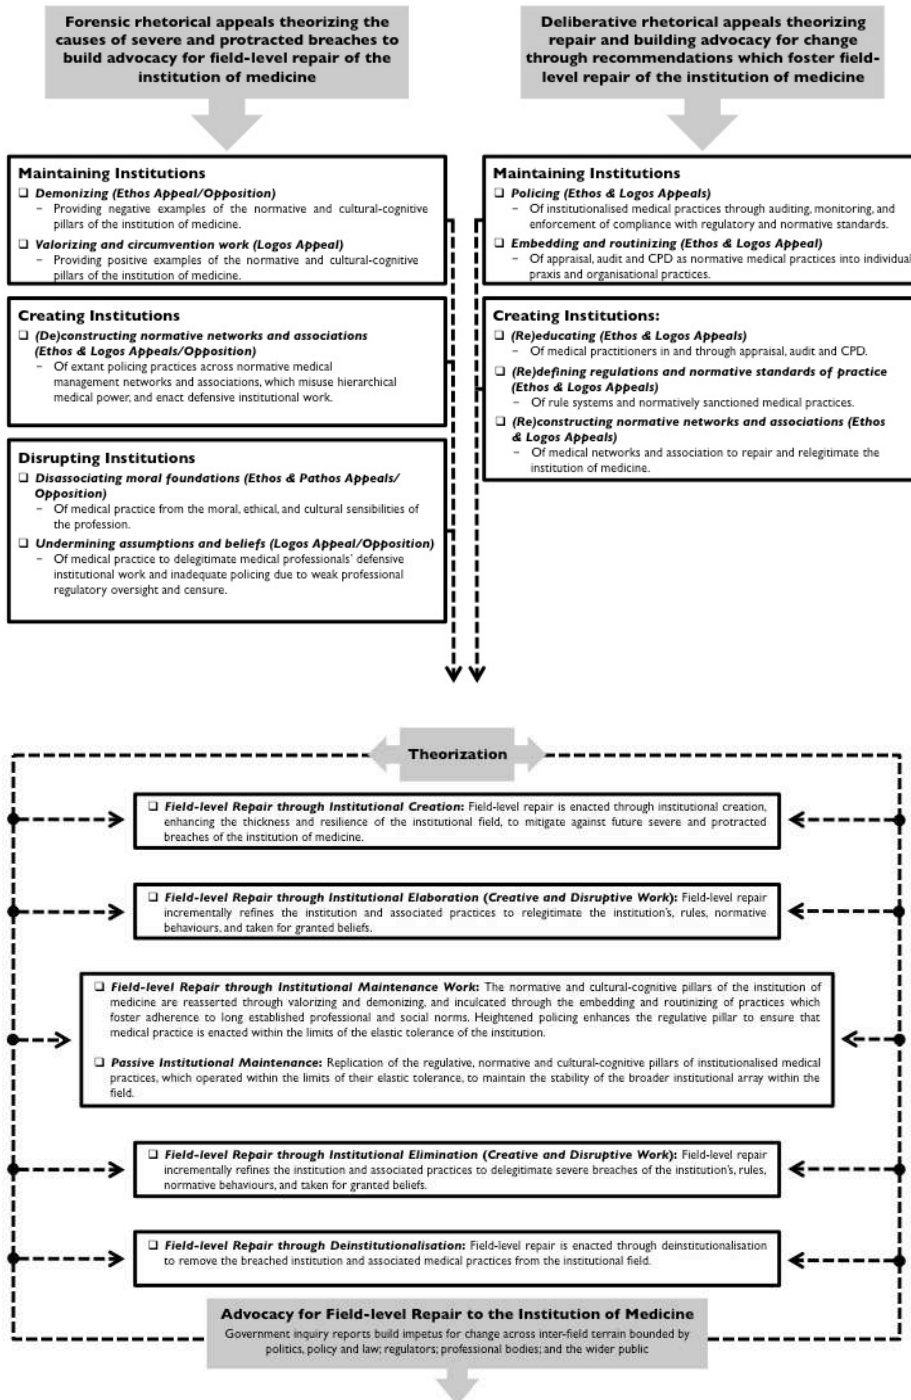 Forensic rhetorical appeals theorizing the
causes of severe and protracted breaches to
build advocacy for field-level repair of the
institution of medicine
Deliberative rhetorical appeals theorizing
repair and building advocacy for change
through recommendations which foster field-
level repair of the institution of medicine
Maintaining Institutions
❑ Demonizing (Ethos Appeal/Opposition)
– Providing negative examples of the normative and cultural-cognitive
pillars of the institution of medicine.
❑ Valorizing and circumvention work (Logos Appeal)
– Providing positive examples of the normative and cultural-cognitive
pillars of the institution of medicine.
Creating Institutions
❑ (De)constructing normative networks and associations
(Ethos & Logos Appeals/Opposition)
– Of extant policing practices across normative medical
management networks and associations, which misuse hierarchical
medical power, and enact defensive institutional work.
Disrupting Institutions
❑ Disassociating moral foundations (Ethos & Pathos Appeals/
Opposition)
– Of medical practice from the moral, ethical, and cultural sensibilities of
the profession.
❑ Undermining assumptions and beliefs (Logos Appeal/Opposition)
– Of medical practice to delegitimate medical professionals' defensive
institutional work and inadequate policing due to weak professional
regulatory oversight and censure.
Maintaining Institutions
❑ Policing (Ethos & Logos Appeals)
– Of institutionalised medical practices through auditing, monitoring, and
enforcement of compliance with regulatory and normative standards.
❑ Embedding and routinizing (Ethos & Logos Appeal)
– Of appraisal, audit and CPD as normative medical practices into individual
praxis and organisational practices.
Creating Institutions:
❑ (Re)educating (Ethos & Logos Appeals)
– Of medical practitioners in and through appraisal, audit and CPD.
❑ (Re)defining regulations and normative standards of practice
(Ethos & Logos Appeals)
– Of rule systems and normatively sanctioned medical practices.
❑ (Re)constructing normative networks and associations (Ethos
& Logos Appeals)
– Of medical networks and association to repair and relegitimate the
institution of medicine.
Theorization
❑ Field-level Repair through Institutional Creation: Field-level repair is enacted through institutional creation,
enhancing the thickness and resilience of the institutional field, to mitigate against future severe and protracted
breaches of the institution of medicine.
❑ Field-level Repair through Institutional Elaboration (Creative and Disruptive Work): Field-level repair
incrementally refines the institution and associated practices to relegitimate the institution's, rules, normative
behaviours, and taken for granted beliefs.
❑ Field-level Repair through Institutional Maintenance Work: The normative and cultural-cognitive pillars of the institution of
medicine are reasserted through valorizing and demonizing, and inculcated through the embedding and routinizing of practices which
foster adherence to long established professional and social norms. Heightened policing enhances the regulative pillar to ensure that
medical practice is enacted within the limits of the elastic tolerance of the institution.
❑ Passive Institutional Maintenance: Replication of the regulative, normative and cultural-cognitive pillars of institutionalised medical
practices, which operated within the limits of their elastic tolerance, to maintain the stability of the broader institutional array within the
field.
❑ Field-level Repair through Institutional Elimination (Creative and Disruptive Work): Field-level repair
incrementally refines the institution and associated practices to delegitimate severe breaches of the institution's, rules,
normative behaviours, and taken for granted beliefs.
❑ Field-level Repair through Deinstitutionalisation: Field-level repair is enacted through deinstitutionalisation
to remove the breached institution and associated medical practices from the institutional field.
Advocacy for Field-level Repair to the Institution of Medicine
Government inquiry reports build impetus for change across inter-field terrain bounded by
politics, policy and law; regulators; professional bodies; and the wider public